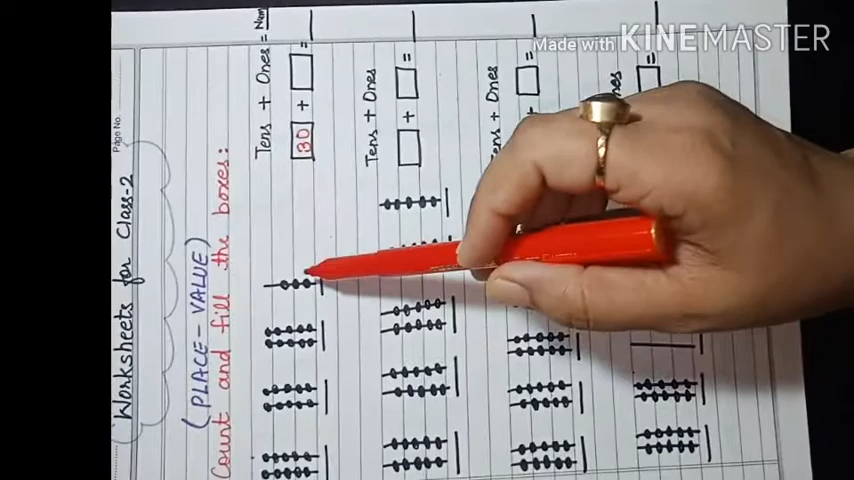 Made with KINEMASTER
Page No.
Worksheets for Class-2
(PLACE-VALUE)
Count and fill the boxes:
Tens + Ones = Num
30 + =
Tens + Ones
+ =
Tens + Ones
=
=